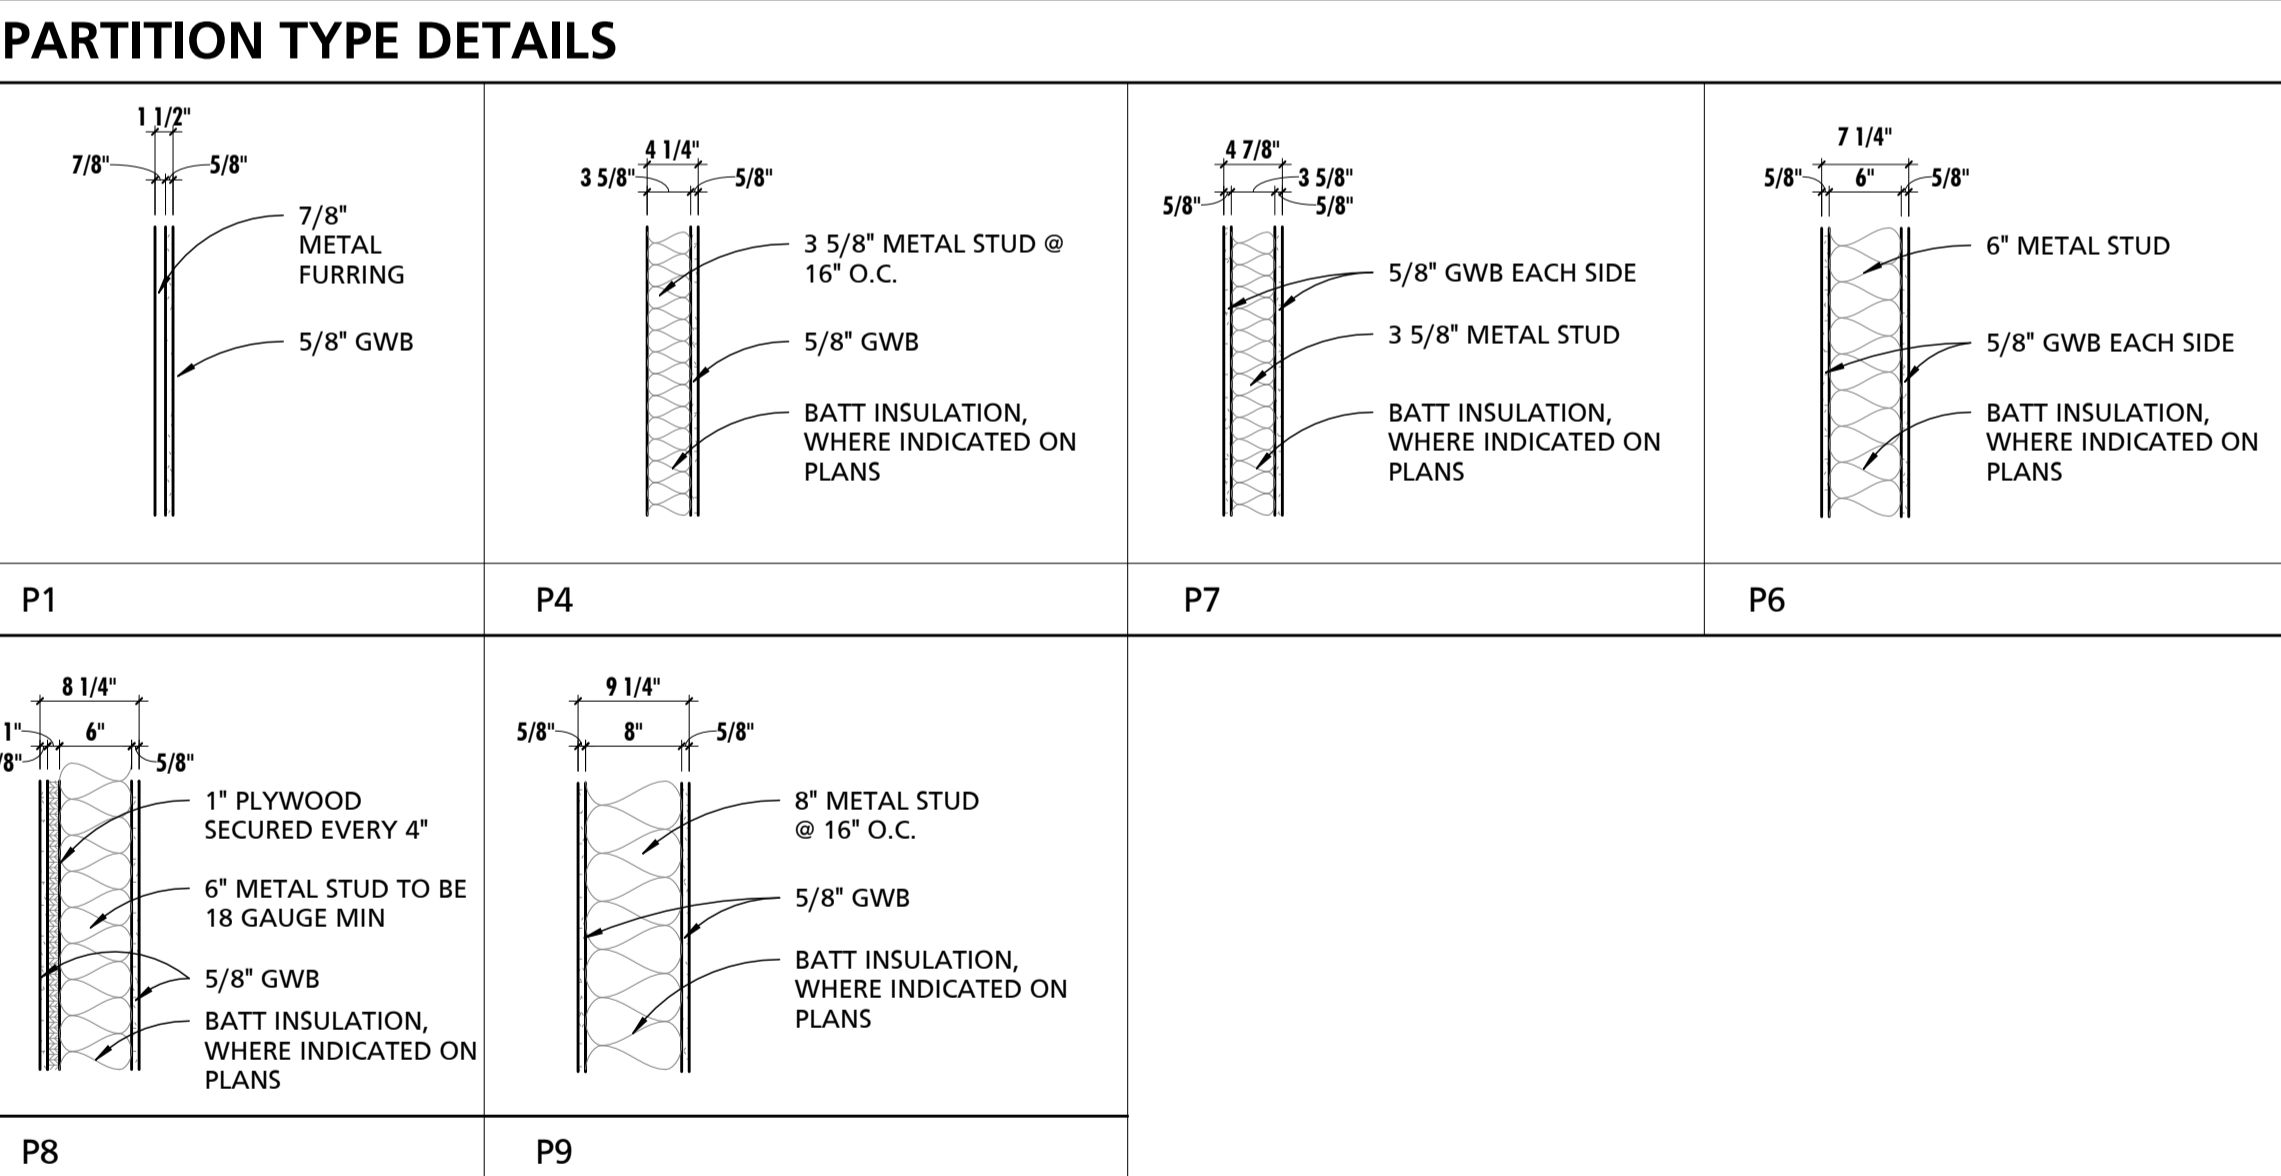 PARTITION TYPE DETAILS
1 1/2"
7/8"
5/8"
7/8"
METAL
FURRING
5/8" GWB
P1
4 1/4"
3 5/8"
5/8"
3 5/8" METAL STUD @
16" O.C.
5/8" GWB
BATT INSULATION,
WHERE INDICATED ON
PLANS
P4
4 7/8"
3 5/8"
5/8"
5/8"
5/8" GWB EACH SIDE
3 5/8" METAL STUD
BATT INSULATION,
WHERE INDICATED ON
PLANS
P7
7 1/4"
5/8"
6"
5/8"
6" METAL STUD
5/8" GWB EACH SIDE
BATT INSULATION,
WHERE INDICATED ON
PLANS
P6
8 1/4"
1"
6"
/8"
5/8"
1" PLYWOOD
SECURED EVERY 4"
6" METAL STUD TO BE
18 GAUGE MIN
5/8" GWB
BATT INSULATION,
WHERE INDICATED ON
PLANS
P8
9 1/4"
5/8"
8"
5/8"
8" METAL STUD
@ 16" O.C.
5/8" GWB
BATT INSULATION,
WHERE INDICATED ON
PLANS
P9